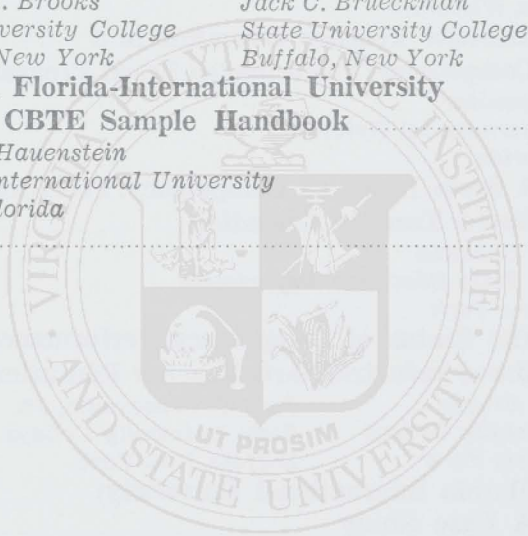 . Brooks Jack C. Brueckman
versity College State University College
New York Buffalo, New York
Florida-International University
CBTE Sample Handbook
Hauenstein
nternational University
lorida
VIRGINIA POLYTECHNIC INSTITUTE
AND STATE UNIVERSITY
UT PROSIM